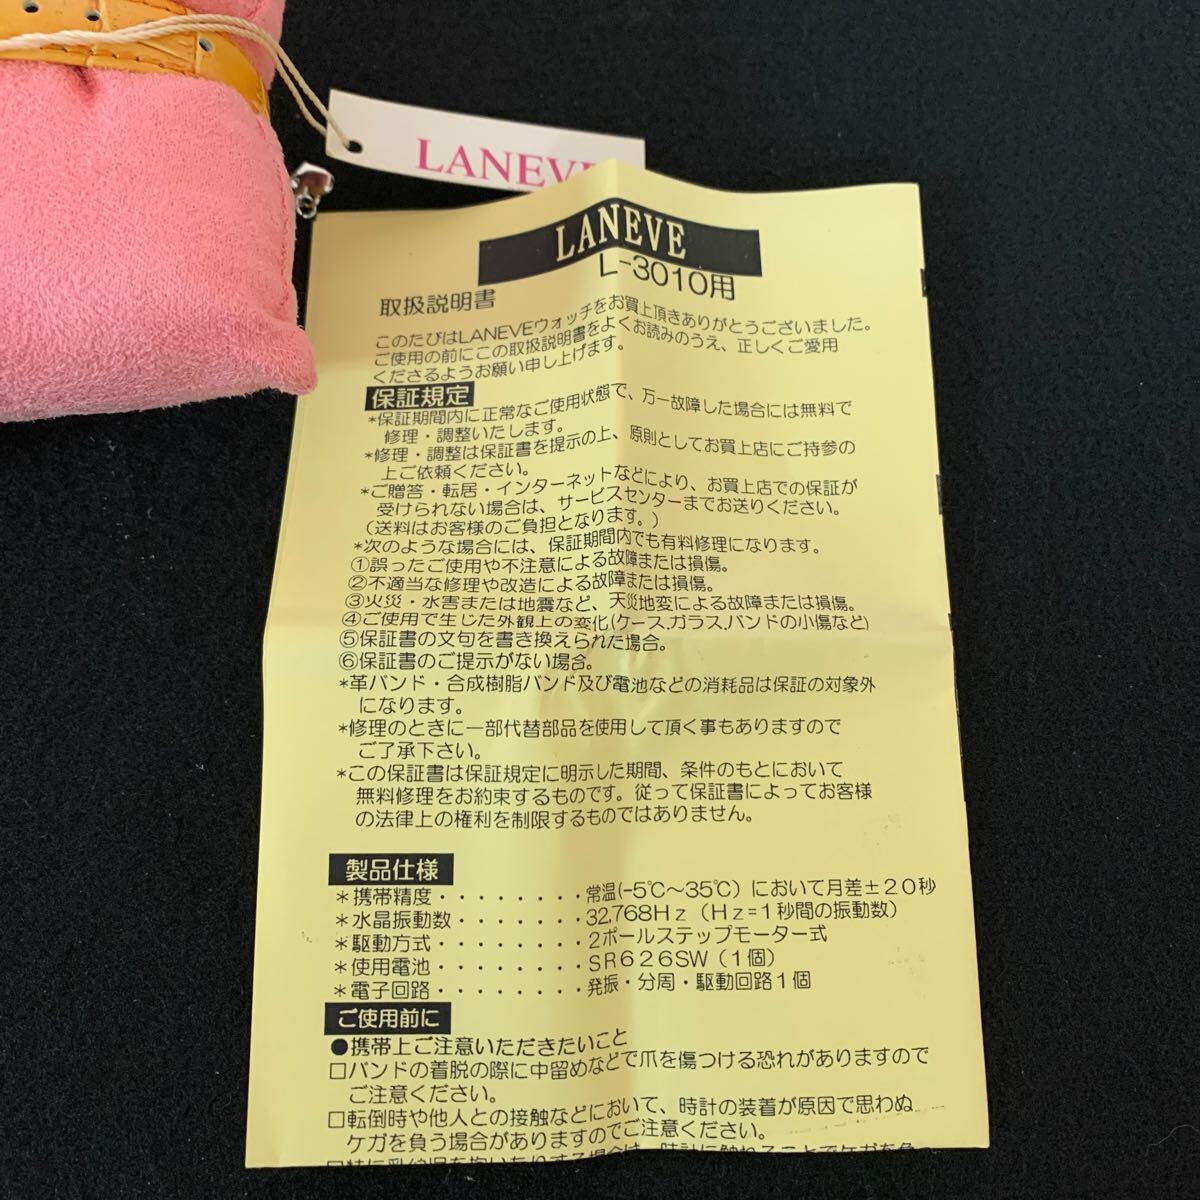 LANEVE
LANEVE
L-3010用
取扱説明書
このたびはLANEVEウォッチをお買上頂きありがとうございました。
ご使用の前にこの取扱説明書をよくお読みのうえ、正しくご愛用
くださるようお願い申し上げます。
保証規定
*保証期間内に正常なご使用状態で、万一故障した場合には無料で
修理・調整いたします。
*修理・調整は保証書を提示の上、原則としてお買上店にご持参の
上ご依頼ください。
*ご贈答・転居・インターネットなどにより、お買上店での保証が
受けられない場合は、サービスセンターまでお送りください。
(送料はお客様のご負担となります。)
*次のような場合には、保証期間内でも有料修理になります。
①誤ったご使用や不注意による故障または損傷。
②不適当な修理や改造による故障または損傷。
③火災・水害または地震など、天災地変による故障または損傷。
④ご使用で生じた外観上の変化(ケース,ガラス,バンドの小傷など)
⑤保証書の文句を書き換えられた場合。
⑥保証書のご提示がない場合。
*革バンド・合成樹脂バンド及び電池などの消耗品は保証の対象外
になります。
*修理のときに一部代替部品を使用して頂く事もありますので
ご了承下さい。
*この保証書は保証規定に明示した期間、条件のもとにおいて
無料修理をお約束するものです。従って保証書によってお客様
の法律上の権利を制限するものではありません。
製品仕様
*携帯精度・・・・・・・・常温(-5℃～35℃)において月差±20秒
*水晶振動数・・・・・・・32,768Hz(Hz=1秒間の振動数)
*駆動方式・・・・・・・・2ポールステップモーター式
*使用電池・・・・・・・・SR626SW(1個)
*電子回路・・・・・・・・発振・分周・駆動回路1個
ご使用前に
●携帯上ご注意いただきたいこと
□バンドの着脱の際に中留めなどで爪を傷つける恐れがありますので
ご注意ください。
□転倒時や他人との接触などにおいて、時計の装着が原因で思わぬ
ケガを負う場合がありますのでご注意ください。
□特に乳幼児を抱いたりする場合は、時計に触れることでケガを負